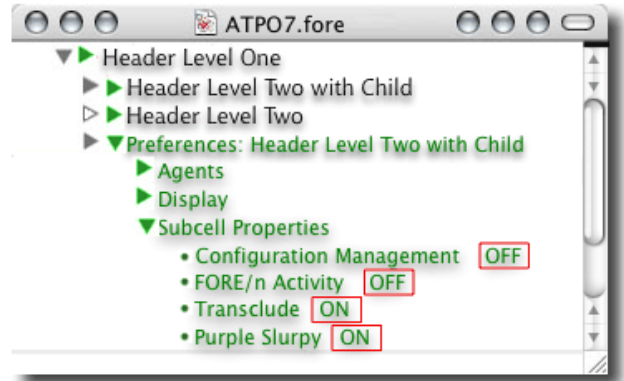 ATPO7.fore
Header Level One
Header Level Two with Child
Header Level Two
Preferences: Header Level Two with Child
Agents
Display
Subcell Properties
• Configuration Management OFF
• FORE/n Activity OFF
• Transclude ON
• Purple Slurpy ON